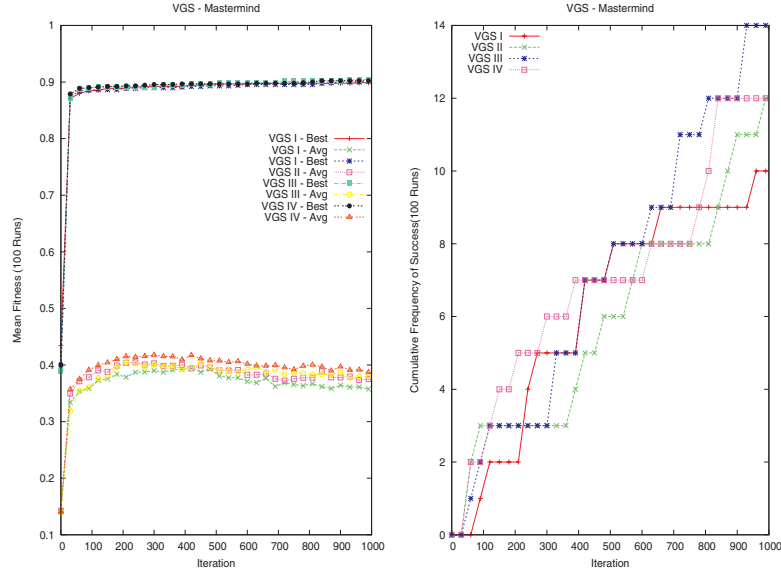 VGS - Mastermind
1
0.9
0.8
0.7
0.6
0.5
0.4
0.3
0.2
0.1
0 100 200 300 400 500 600 700 800 900 1000
Mean Fitness (100 Runs)
Iteration
VGS I - Best
VGS I - Avg
VGS I - Best
VGS II - Avg
VGS III - Best
VGS III - Avg
VGS IV - Best
VGS IV - Avg
VGS - Mastermind
14
12
10
8
6
4
2
0
0 100 200 300 400 500 600 700 800 900 1000
Cumulative Frequency of Success(100 Runs)
Iteration
VGS I
VGS II
VGS III
VGS IV